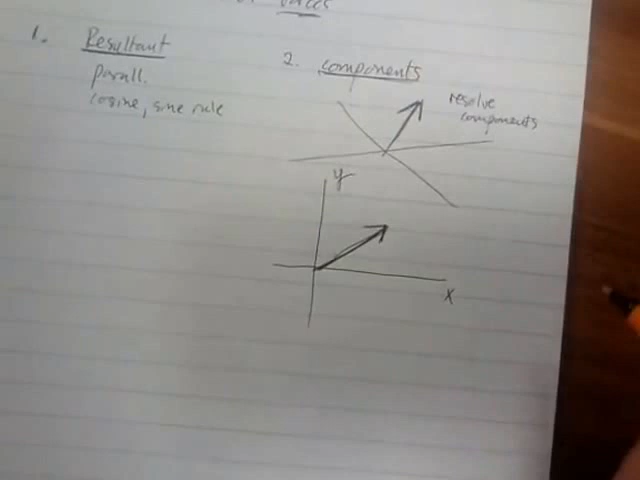 1. Resultant
parall.
cosine, sine rule
2. components
resolve
components
y
x